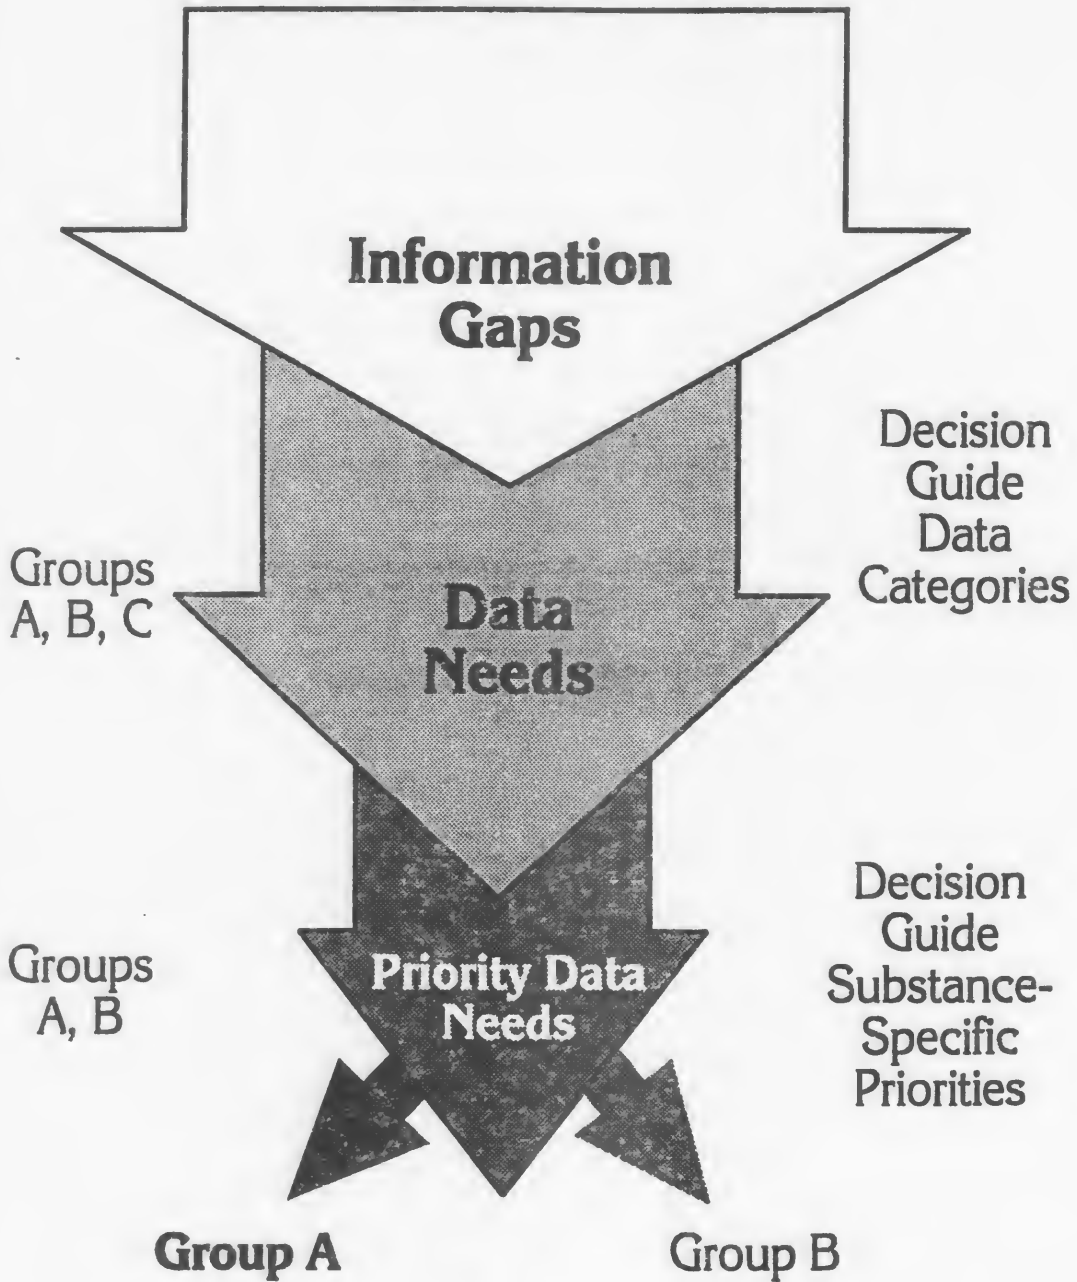 Information
Gaps
Decision
Guide
Data
Categories
Groups
A, B, C
Data
Needs
Decision
Guide
Substance-
Specific
Priorities
Groups
A, B
Priority Data
Needs
Group A
Group B